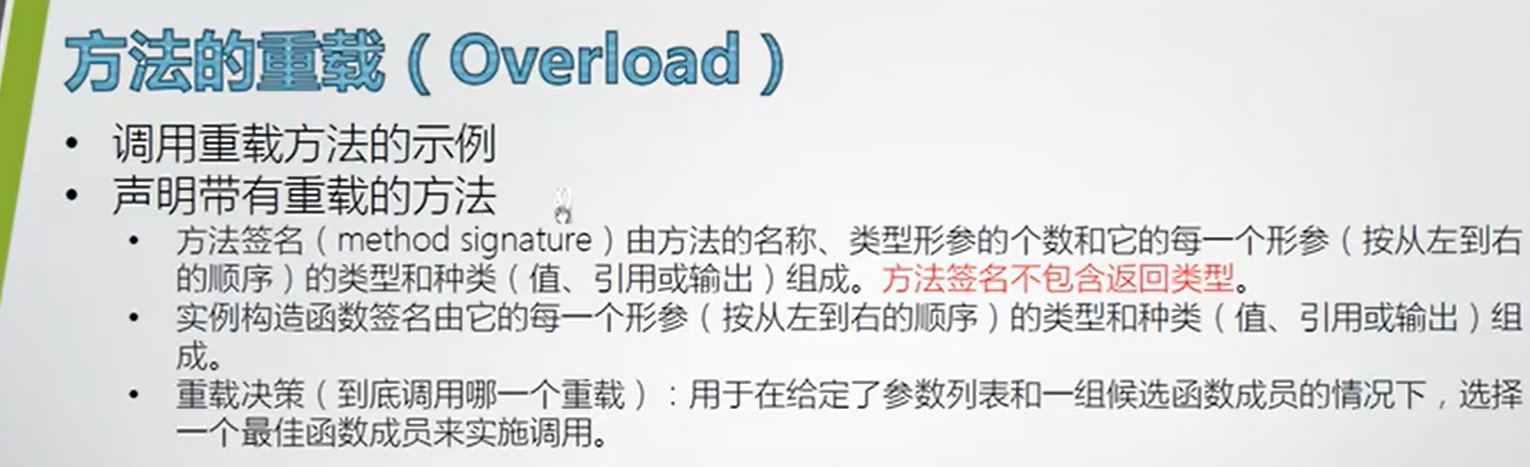 方法的重载（Overload）
• 调用重载方法的示例
• 声明带有重载的方法
• 方法签名（method signature）由方法的名称、类型形参的个数和它的每一个形参（按从左到右
的顺序）的类型和种类（值、引用或输出）组成。方法签名不包含返回类型。
• 实例构造函数签名由它的每一个形参（按从左到右的顺序）的类型和种类（值、引用或输出）组
成。
• 重载决策（到底调用哪一个重载）：用于在给定了参数列表和一组候选函数成员的情况下，选择
一个最佳函数成员来实施调用。